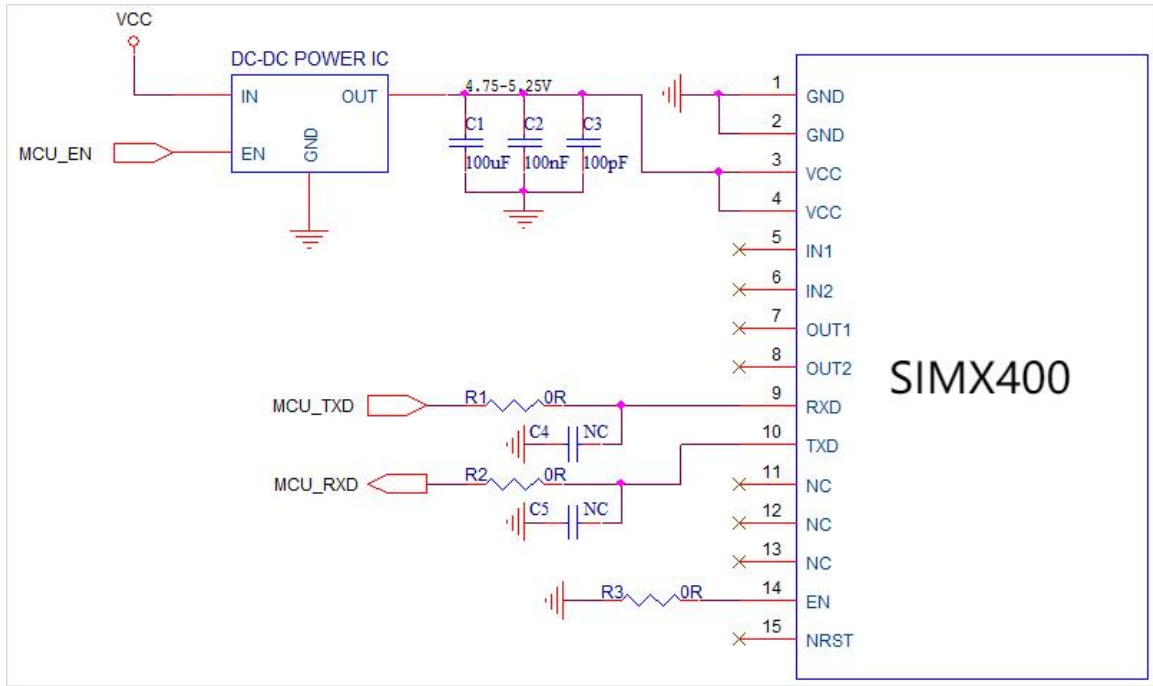 VCC
DC-DC POWER IC
IN OUT
4.75-5.25V
MCU_EN
EN GND
C1 C2 C3
100uF 100nF 100pF
1 GND
2 GND
3 VCC
4 VCC
5 IN1
6 IN2
7 OUT1
8 OUT2
SIMX400
MCU_TXD R1 0R 9 RXD
C4 NC
10 TXD
MCU_RXD R2 0R
11 NC
C5 NC
12 NC
13 NC
R3 0R 14 EN
15 NRST